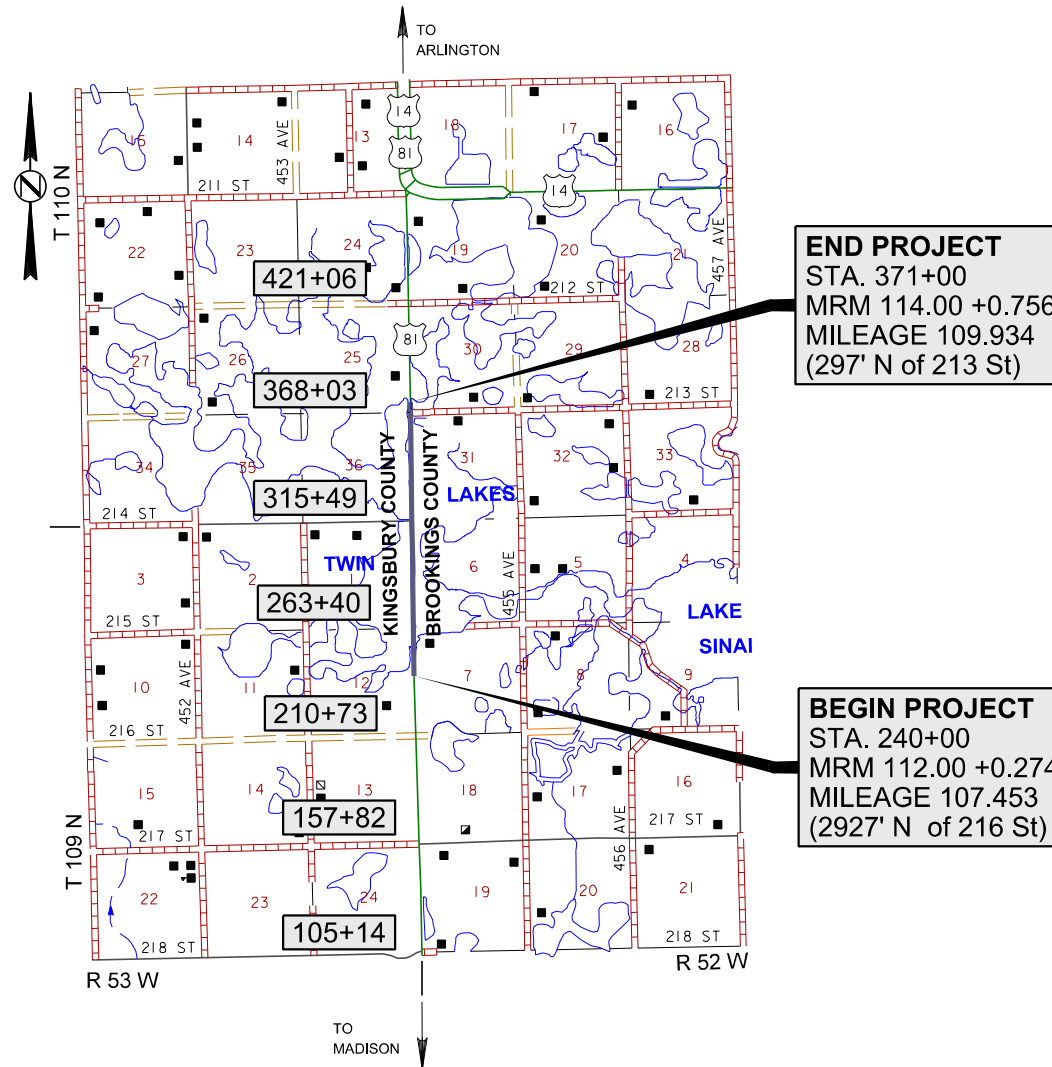 TO
ARLINGTON
14
81
15
14
453 AVE
13
18
17
16
211 ST
14
T 110 N
22
23
24
19
20
21
457 AVE
421+06
212 ST
END PROJECT
STA. 371+00
MRM 114.00 +0.756
MILEAGE 109.934
(297' N of 213 St)
81
27
26
25
30
29
28
368+03
213 ST
KINGSBURY COUNTY
BROOKINGS COUNTY
34
35
36
31
32
33
315+49
LAKES
214 ST
TWIN
3
2
6
455 AVE
5
4
263+40
215 ST
LAKE
SINAI
452 AVE
10
11
12
7
8
9
210+73
216 ST
BEGIN PROJECT
STA. 240+00
MRM 112.00 +0.274
MILEAGE 107.453
(2927' N of 216 St)
15
14
13
18
17
16
157+82
217 ST
217 ST
456 AVE
T 109 N
22
23
24
19
20
21
105+14
218 ST
218 ST
R 53 W
R 52 W
TO
MADISON